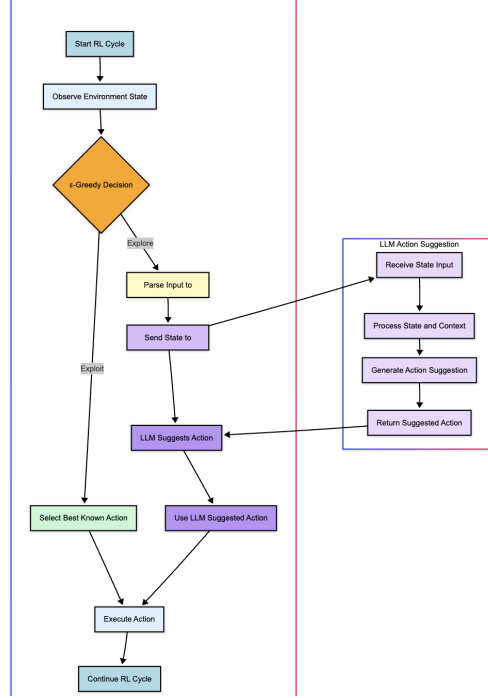 Start RL Cycle
Observe Environment State
ε-Greedy Decision
Explore
Parse Input to
Send State to
Exploit
LLM Suggests Action
Select Best Known Action
Use LLM Suggested Action
Execute Action
Continue RL Cycle
LLM Action Suggestion
Receive State Input
Process State and Context
Generate Action Suggestion
Return Suggested Action